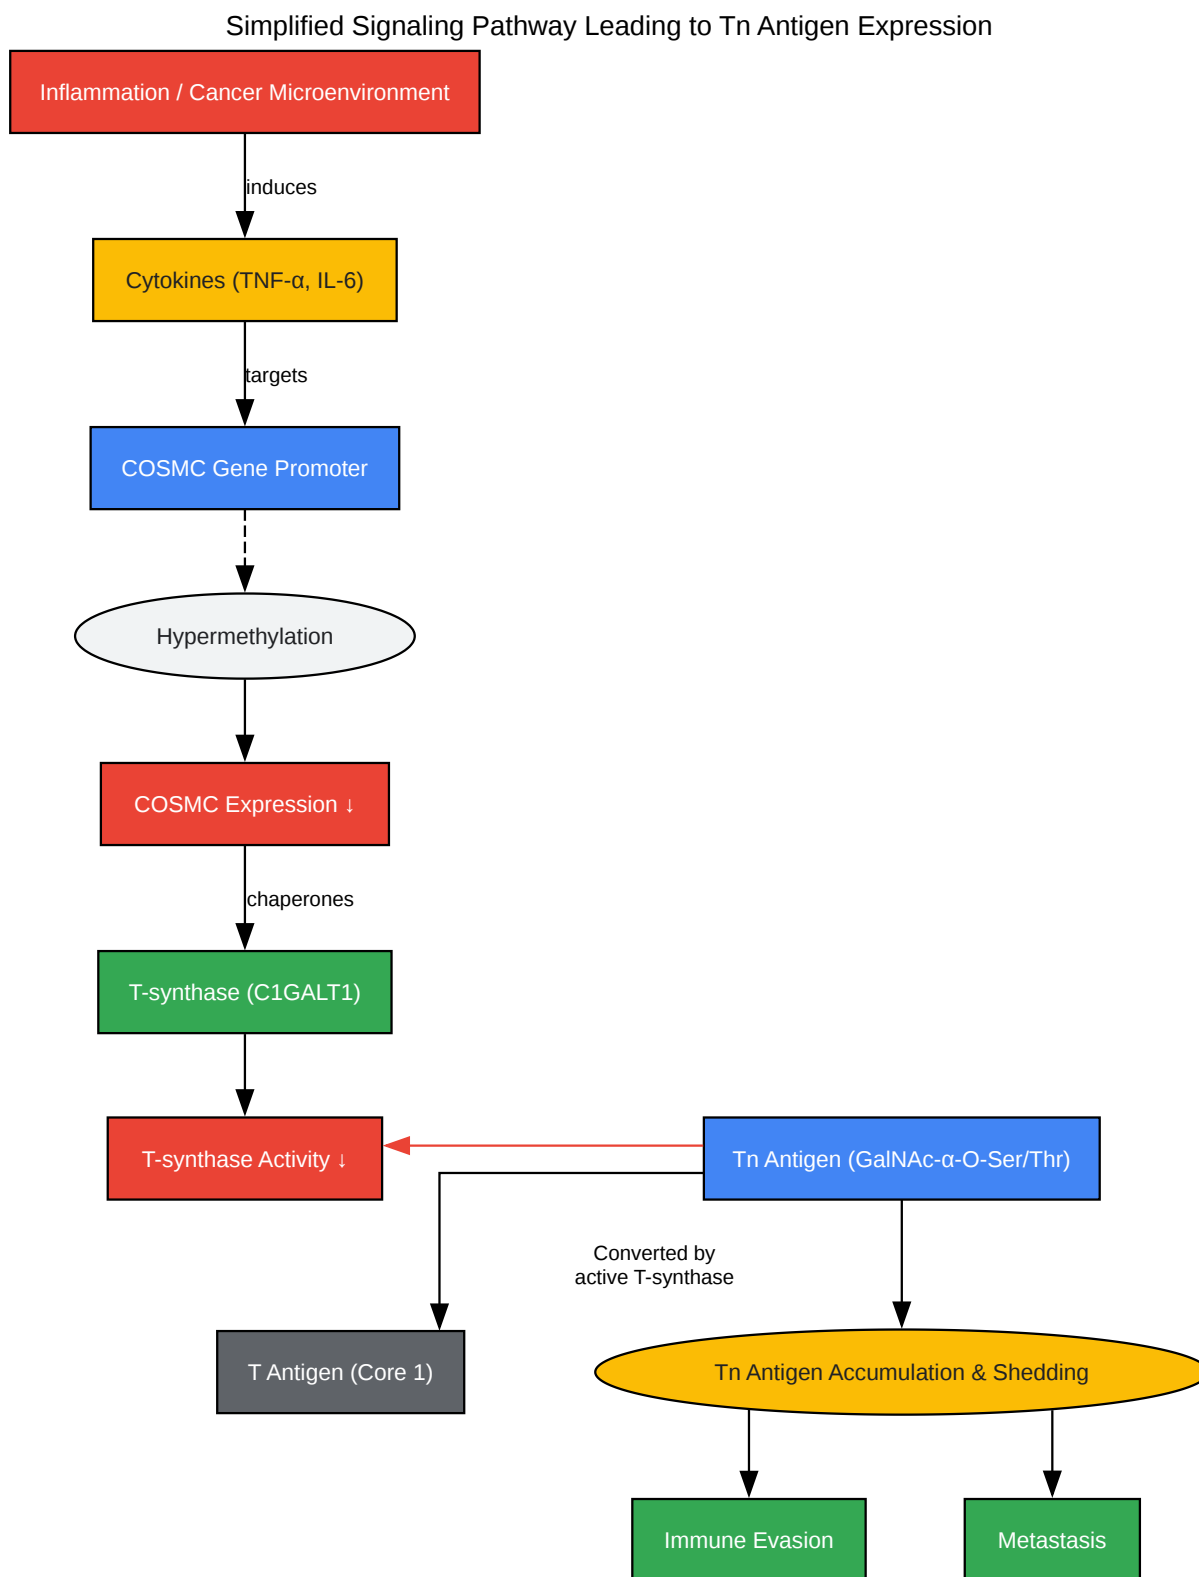 Simplified Signaling Pathway Leading to Tn Antigen Expression
Inflammation / Cancer Microenvironment
induces
Cytokines (TNF-α, IL-6)
targets
COSMC Gene Promoter
Hypermethylation
COSMC Expression ↓
chaperones
T-synthase (C1GALT1)
T-synthase Activity ↓
Tn Antigen (GalNAc-α-O-Ser/Thr)
Converted by
active T-synthase
T Antigen (Core 1)
Tn Antigen Accumulation & Shedding
Immune Evasion
Metastasis